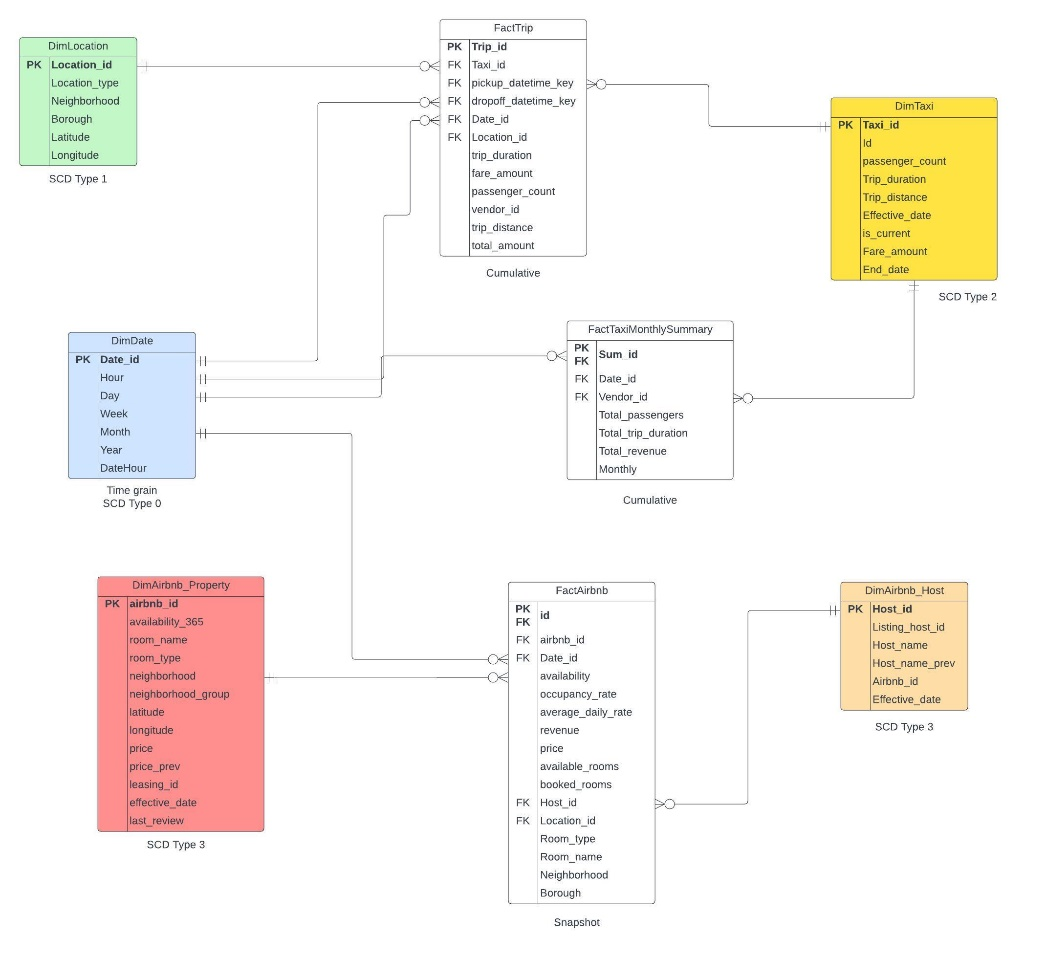 DimLocation
PK Location_id
Location_type
Neighborhood
Borough
Latitude
Longitude
SCD Type 1
FactTrip
PK Trip_id
FK Taxi_id
FK pickup_datetime_key
FK dropoff_datetime_key
FK Date_id
FK Location_id
trip_duration
fare_amount
passenger_count
vendor_id
trip_distance
total_amount
Cumulative
DimTaxi
PK Taxi_id
Id
passenger_count
Trip_duration
Trip_distance
Effective_date
is_current
Fare_amount
End_date
SCD Type 2
DimDate
PK Date_id
Hour
Day
Week
Month
Year
DateHour
Time grain
SCD Type 0
FactTaxiMonthlySummary
PK
FK Sum_id
FK Date_id
FK Vendor_id
Total_passengers
Total_trip_duration
Total_revenue
Monthly
Cumulative
DimAirbnb_Property
PK airbnb_id
availability_365
room_name
room_type
neighborhood
neighborhood_group
latitude
longitude
price
price_prev
leasing_id
effective_date
last_review
SCD Type 3
FactAirbnb
PK
FK id
FK airbnb_id
FK Date_id
availability
occupancy_rate
average_daily_rate
revenue
price
available_rooms
booked_rooms
FK Host_id
FK Location_id
Room_type
Room_name
Neighborhood
Borough
Snapshot
DimAirbnb_Host
PK Host_id
Listing_host_id
Host_name
Host_name_prev
Airbnb_id
Effective_date
SCD Type 3